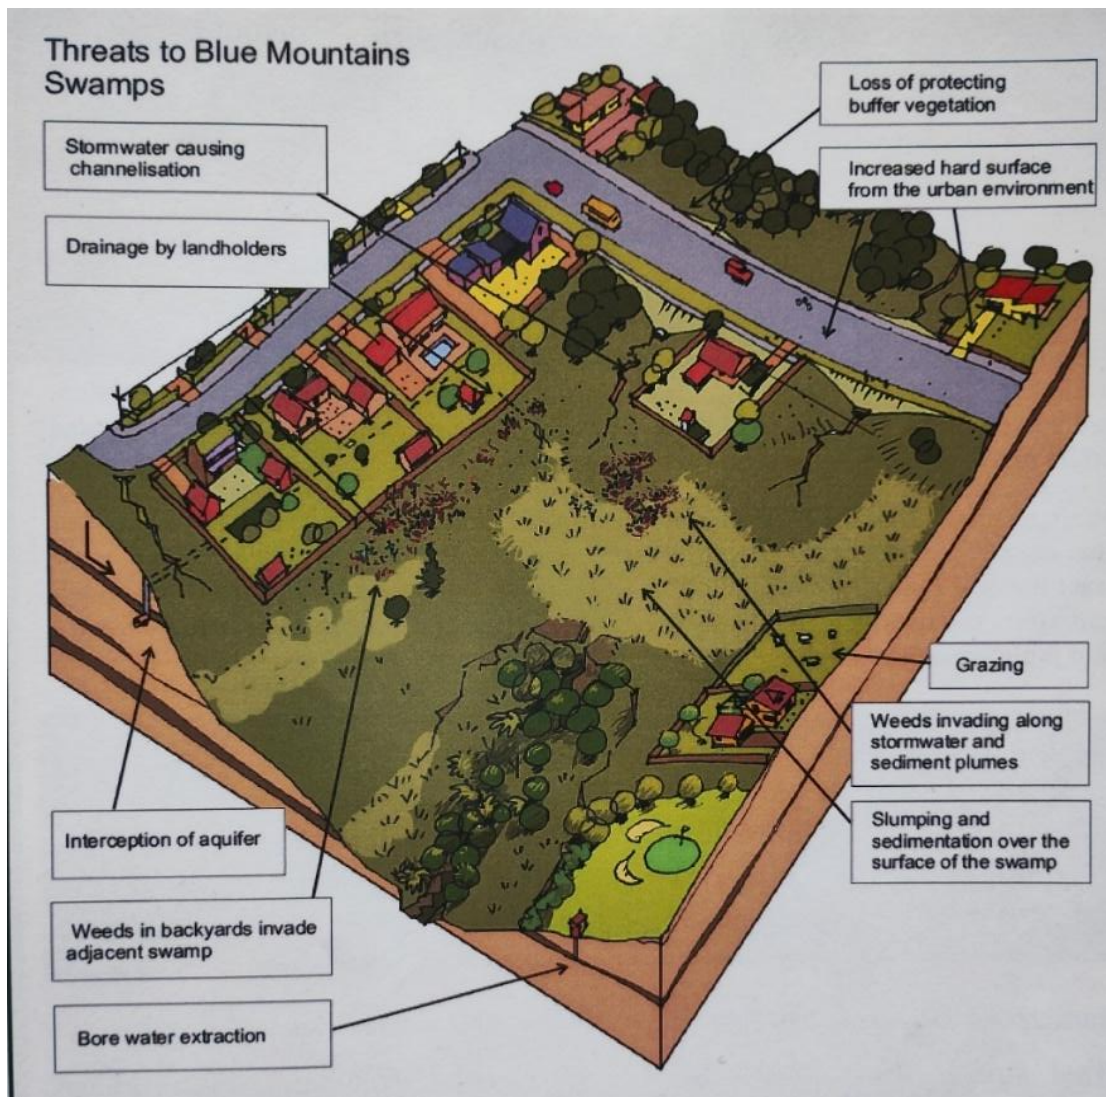 Threats to Blue Mountains
Swamps
Stormwater causing
channelisation
Drainage by landholders
Loss of protecting
buffer vegetation
Increased hard surface
from the urban environment
Grazing
Weeds invading along
stormwater and
sediment plumes
Slumping and
sedimentation over the
surface of the swamp
Interception of aquifer
Weeds in backyards invade
adjacent swamp
Bore water extraction